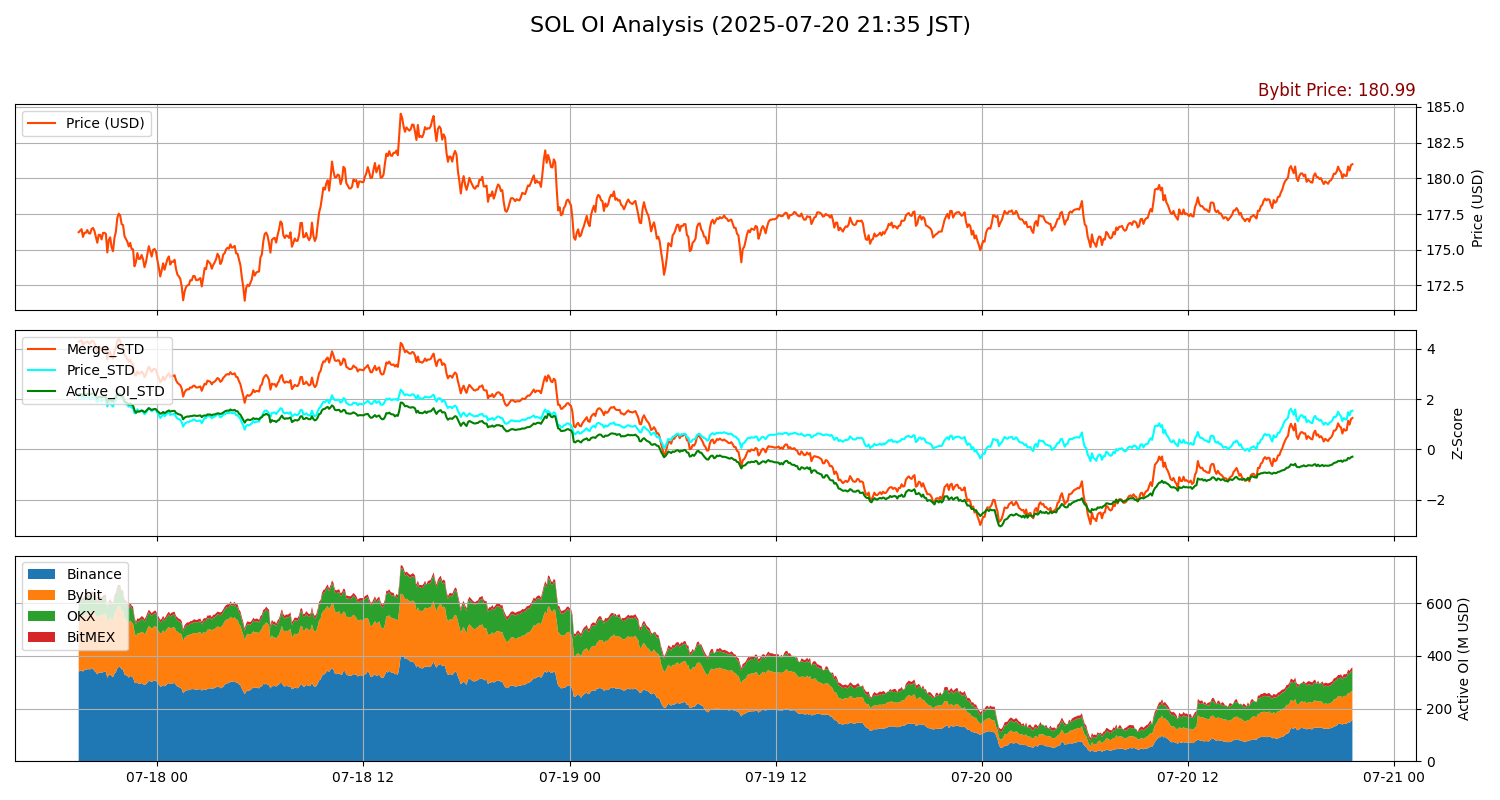 SOL OI Analysis (2025-07-20 21:35 JST)
Bybit Price: 180.99
Price (USD)
185.0
182.5
180.0
177.5
175.0
172.5
Price (USD)
Merge_STD
Price_STD
Active_OI_STD
4
2
0
−2
Z-Score
Binance
Bybit
OKX
BitMEX
600
400
200
0
Active OI (M USD)
07-18 00
07-18 12
07-19 00
07-19 12
07-20 00
07-20 12
07-21 00